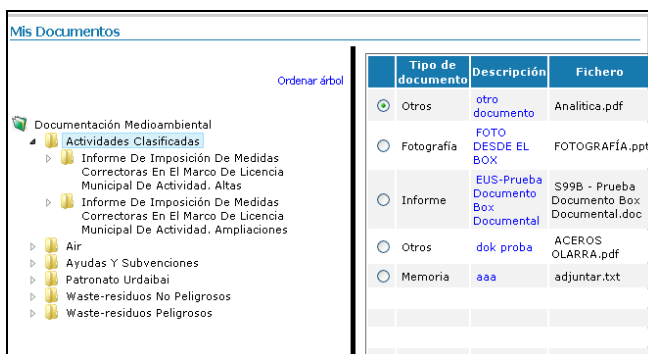 Mis Documentos
Ordenar árbol
Documentación Medioambiental
Actividades Clasificadas
Informe De Imposición De Medidas
Correctoras En El Marco De Licencia
Municipal De Actividad. Altas
Informe De Imposición De Medidas
Correctoras En El Marco De Licencia
Municipal De Actividad. Ampliaciones
Air
Ayudas Y Subvenciones
Patronato Urdaibai
Waste-residuos No Peligrosos
Waste-residuos Peligrosos
Tipo de
documento
Descripción
Fichero
Otros
otro
documento
Analitica.pdf
Fotografía
FOTO
DESDE EL
BOX
FOTOGRAFÍA.ppt
Informe
EUS-Prueba
Documento
Box
Documental
S99B - Prueba
Documento Box
Documental.doc
Otros
dok proba
ACEROS
OLARRA.pdf
Memoria
aaa
adjuntar.txt